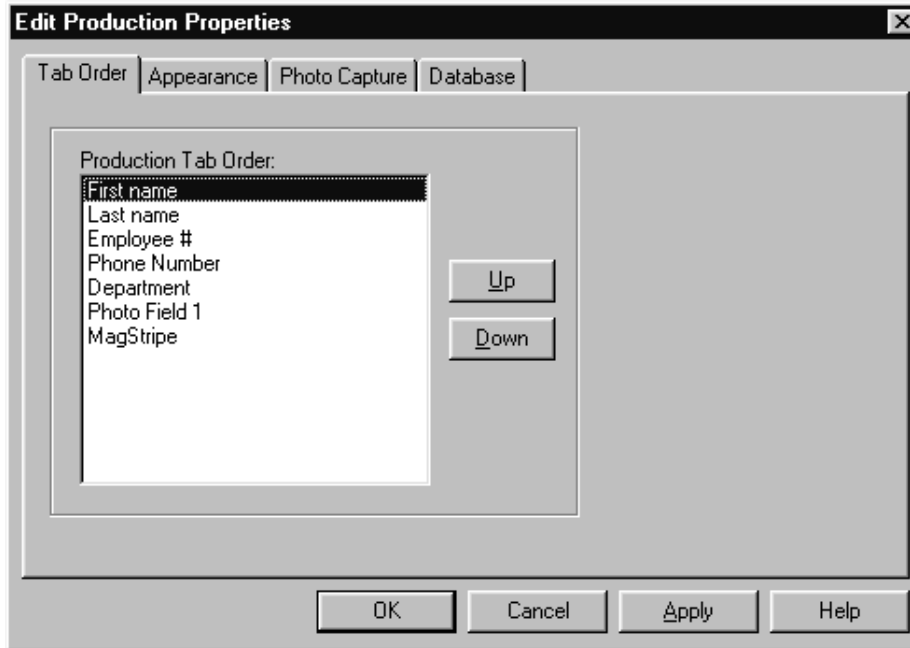 Edit Production Properties
Tab Order Appearance Photo Capture Database
Production Tab Order:
First name
Last name
Employee #
Phone Number
Department
Photo Field 1
MagStripe
Up
Down
OK Cancel Apply Help